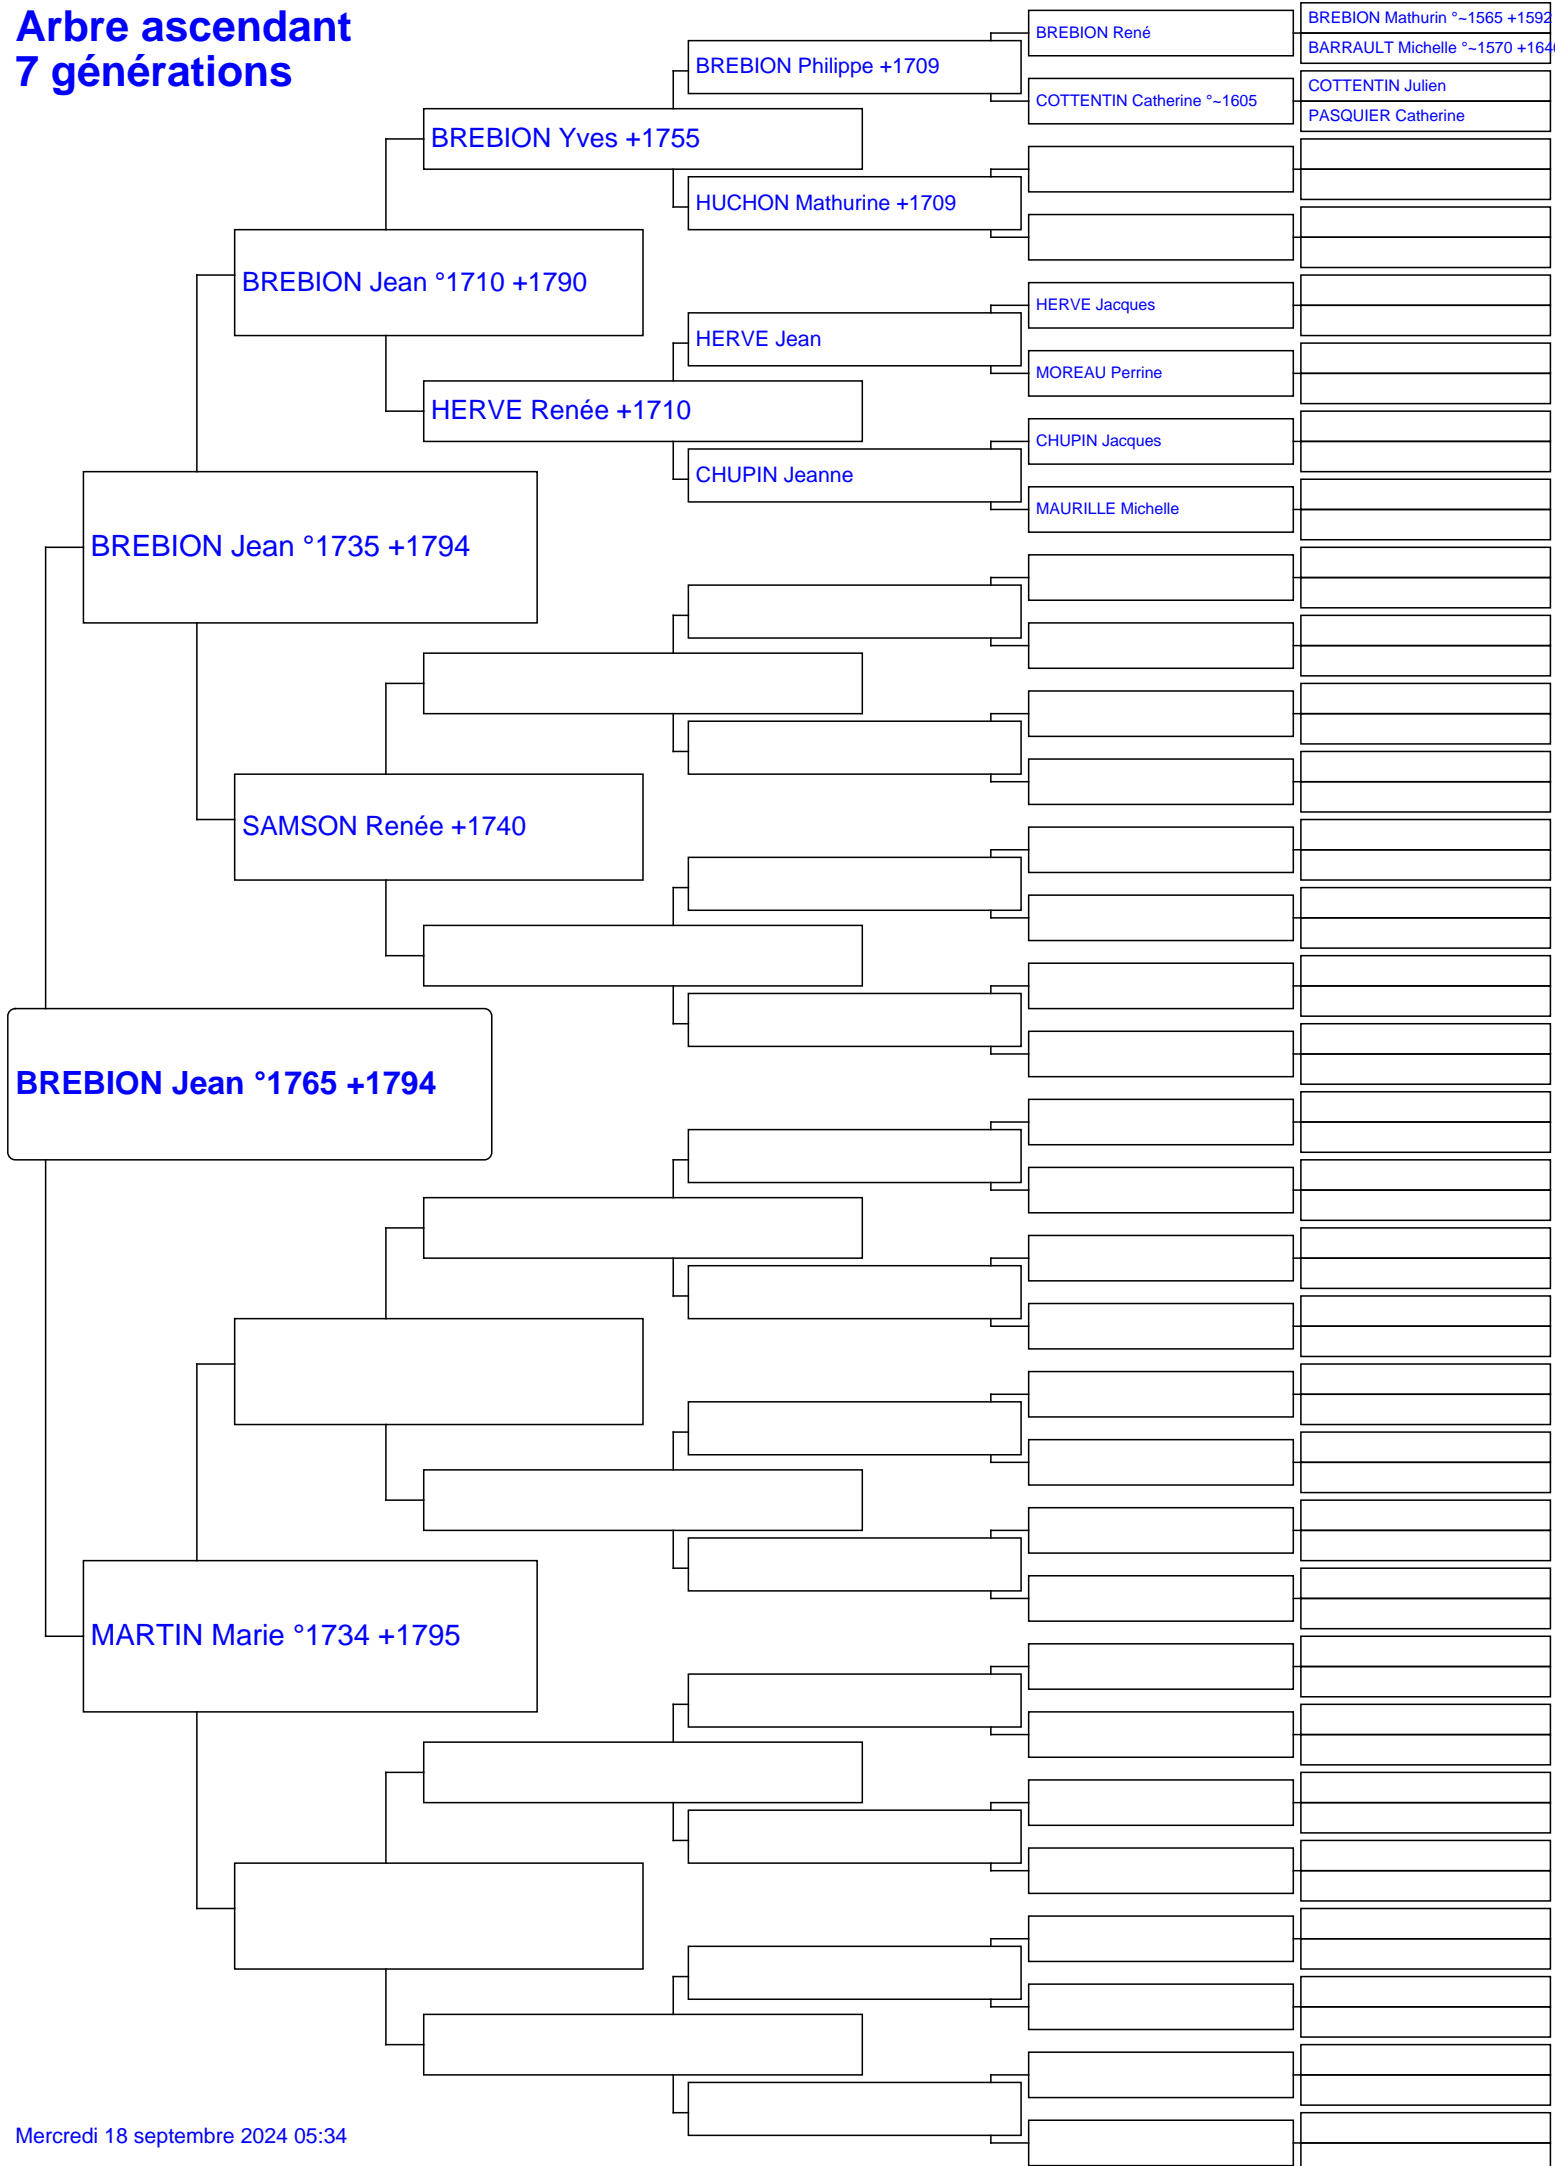 Arbre ascendant
7 générations
BREBION Mathurin °~1565 +1592
BREBION René
BARRAULT Michelle °~1570 +164
BREBION Philippe +1709
COTTENTIN Julien
COTTENTIN Catherine °~1605
PASQUIER Catherine
BREBION Yves +1755
HUCHON Mathurine +1709
BREBION Jean °1710 +1790
HERVE Jacques
HERVE Jean
MOREAU Perrine
HERVE Renée +1710
CHUPIN Jacques
CHUPIN Jeanne
MAURILLE Michelle
BREBION Jean °1735 +1794
SAMSON Renée +1740
BREBION Jean °1765 +1794
MARTIN Marie °1734 +1795
Mercredi 18 septembre 2024 05:34